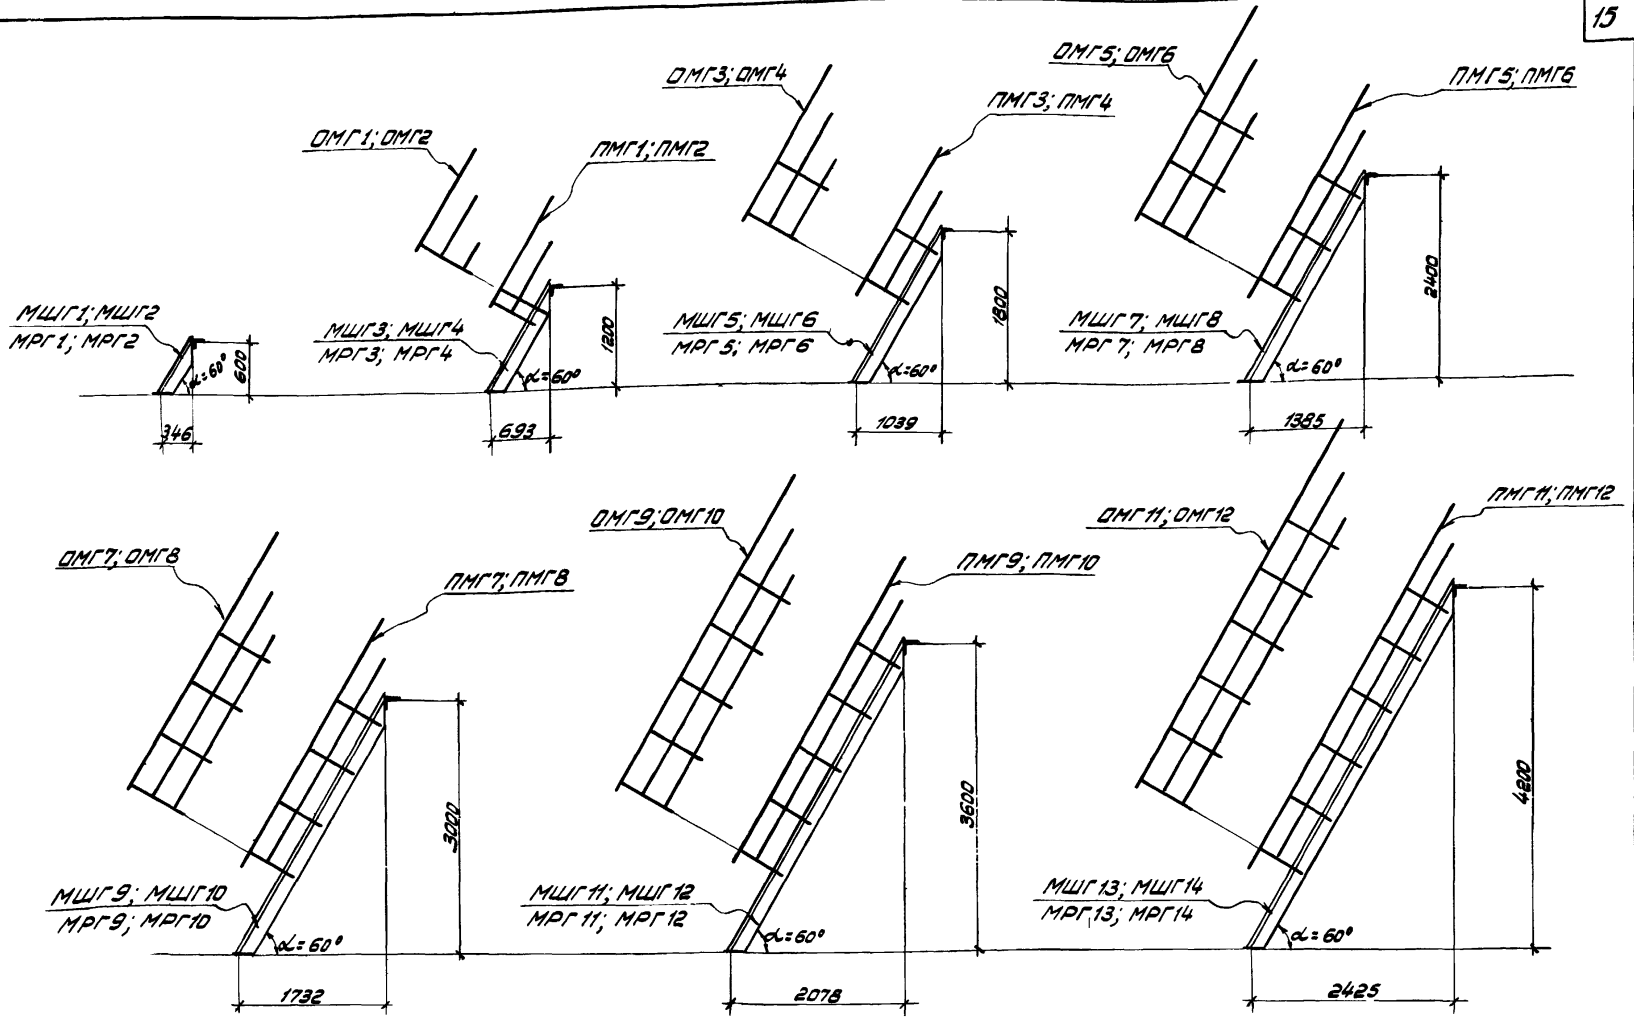 15
ОМГ1; ОМГ2
ПМГ1; ПМГ2
ОМГ3; ОМГ4
ПМГ3; ПМГ4
ОМГ5; ОМГ6
ПМГ5; ПМГ6
МШГ1; МШГ2
МРГ1; МРГ2
α=60°
600
346
МШГ3; МШГ4
МРГ3; МРГ4
α=60°
1200
693
МШГ5; МШГ6
МРГ5; МРГ6
α=60°
1800
1039
МШГ7; МШГ8
МРГ7; МРГ8
α=60°
2400
1385
ОМГ7; ОМГ8
ПМГ7; ПМГ8
МШГ9; МШГ10
МРГ9; МРГ10
α=60°
3000
1732
ОМГ9; ОМГ10
ПМГ9; ПМГ10
МШГ11; МШГ12
МРГ11; МРГ12
α=60°
3600
2078
ОМГ11; ОМГ12
ПМГ11; ПМГ12
МШГ13; МШГ14
МРГ13; МРГ14
α=60°
4200
2425